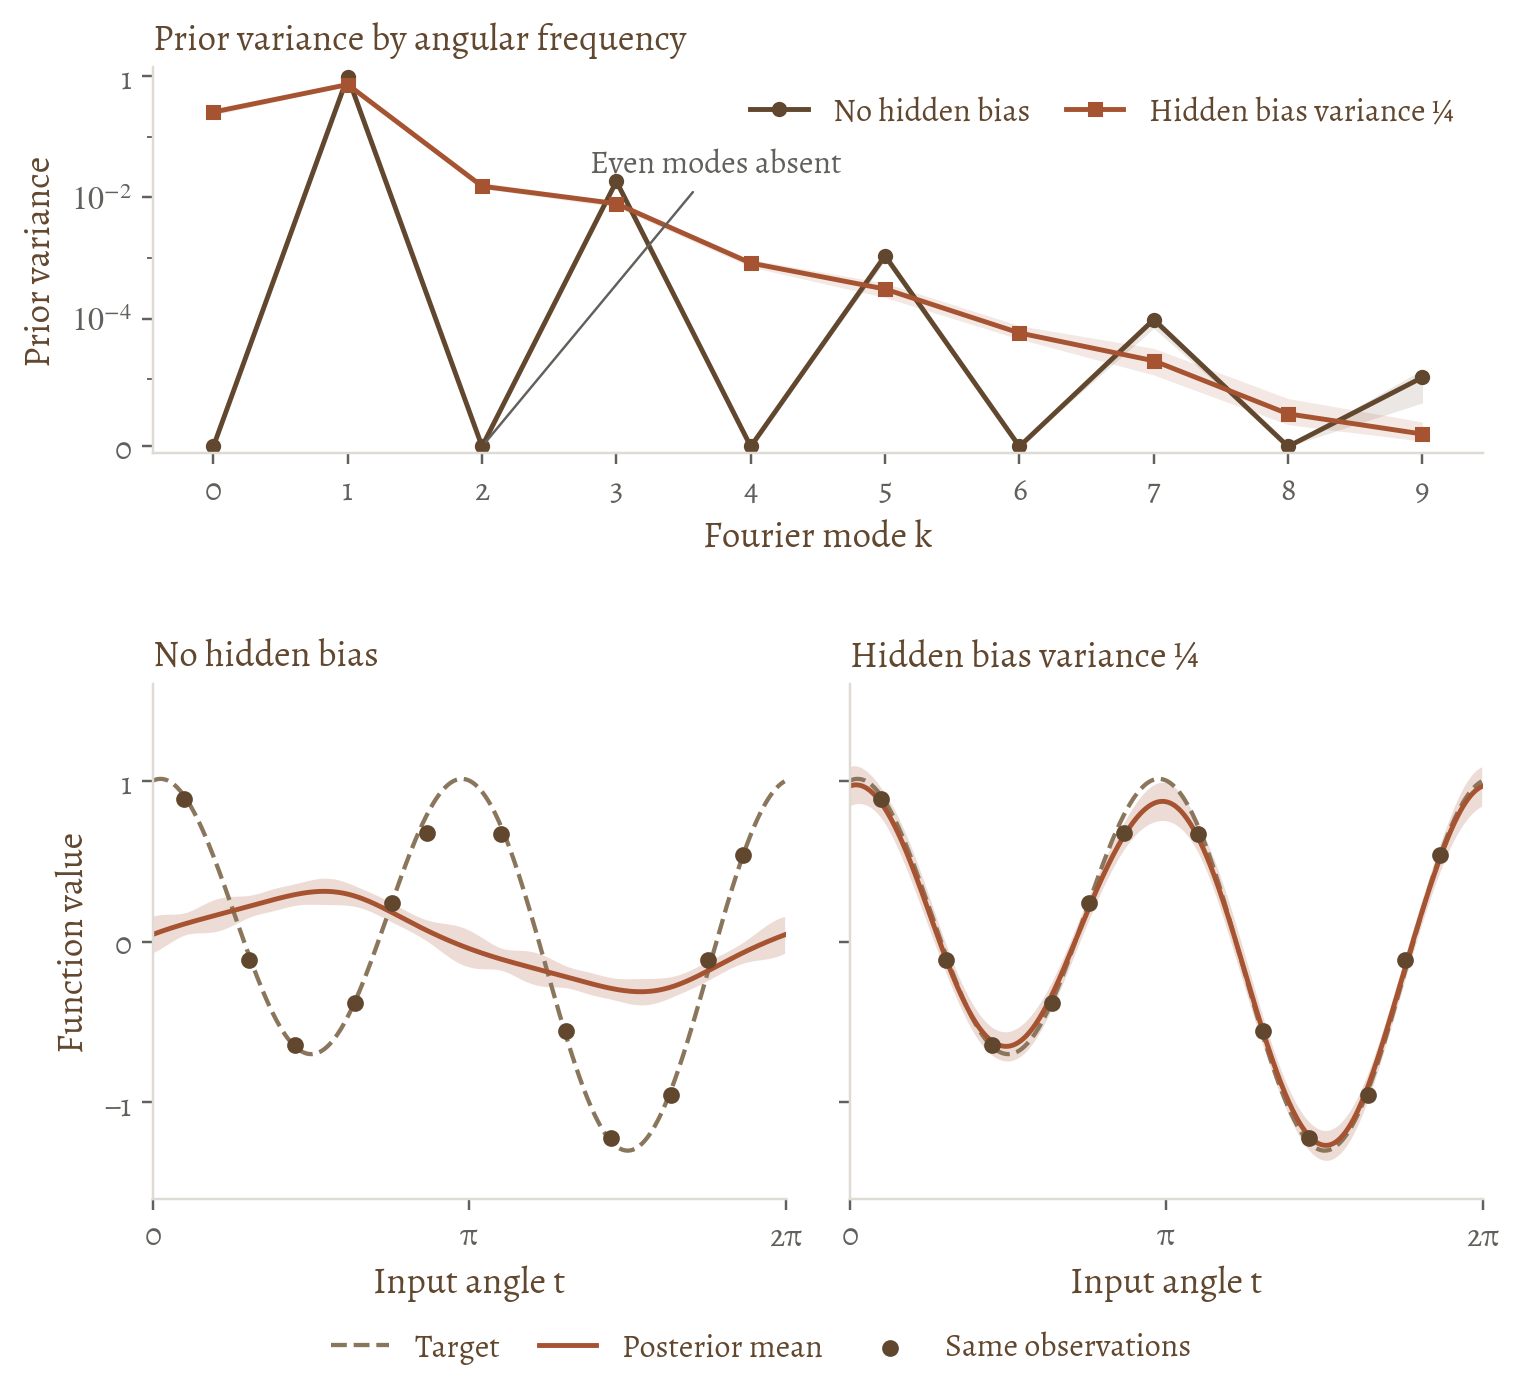 Prior variance by angular frequency
Prior variance
1
10⁻²
10⁻⁴
0
No hidden bias
Hidden bias variance ¼
Even modes absent
0 1 2 3 4 5 6 7 8 9
Fourier mode k
No hidden bias
Function value
1
0
−1
0 π 2π
Input angle t
Hidden bias variance ¼
0 π 2π
Input angle t
Target
Posterior mean
Same observations